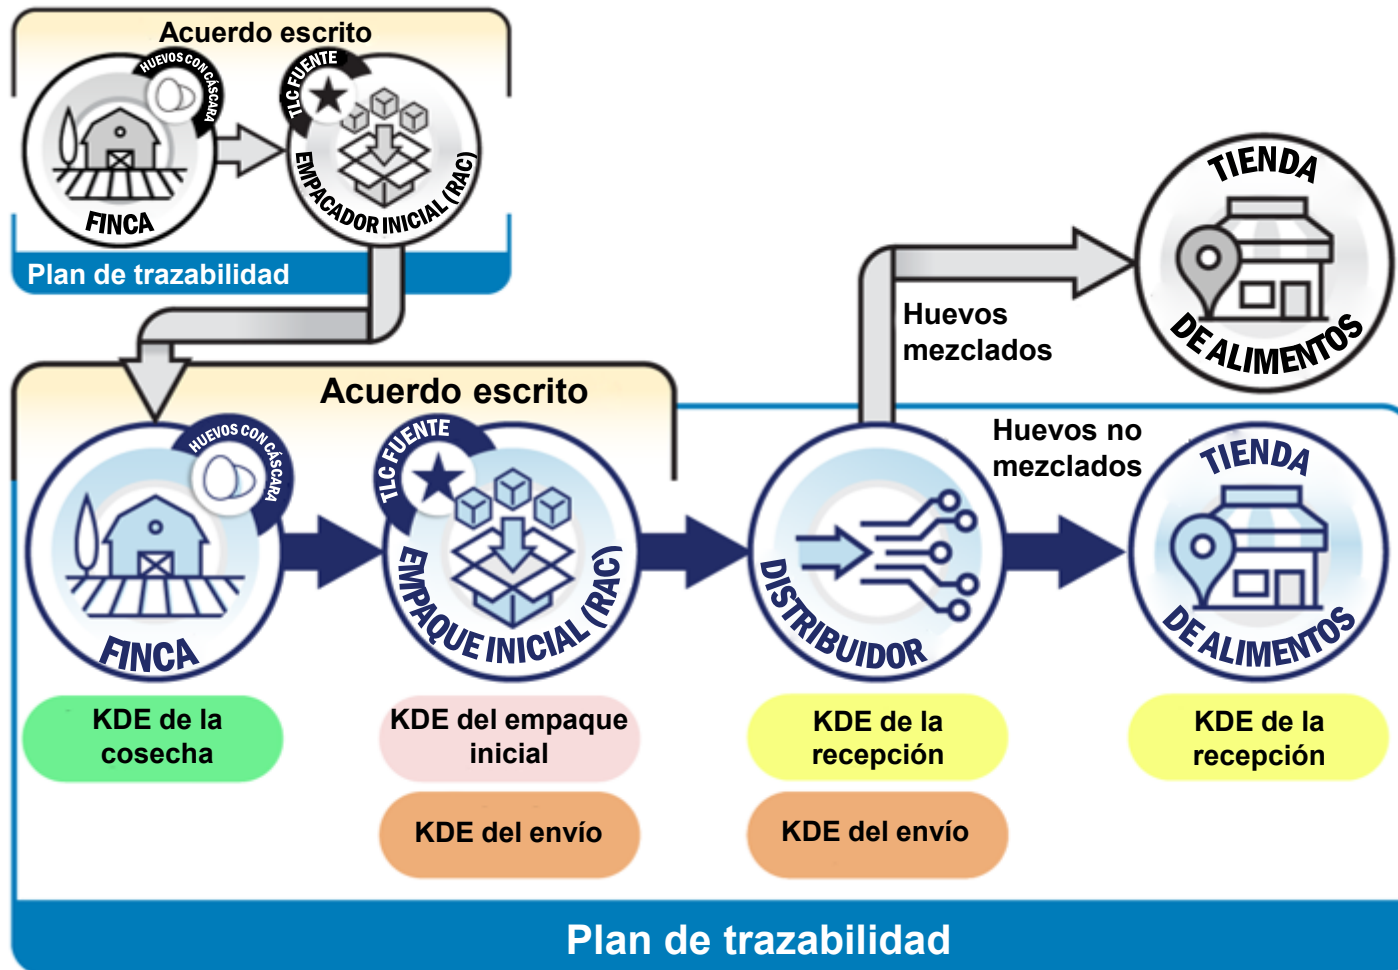 Acuerdo escrito
HUEVOS CON CÁSCARA
FINCA
TLC FUENTE
EMPACADOR INICIAL (RAC)
Plan de trazabilidad
TIENDA
DE ALIMENTOS
Huevos
mezclados
Acuerdo escrito
HUEVOS CON CÁSCARA
FINCA
TLC FUENTE
EMPAQUE INICIAL (RAC)
DISTRIBUIDOR
Huevos no
mezclados
TIENDA
DE ALIMENTOS
KDE de la
cosecha
KDE del empaque
inicial
KDE del envío
KDE de la
recepción
KDE del envío
KDE de la
recepción
Plan de trazabilidad